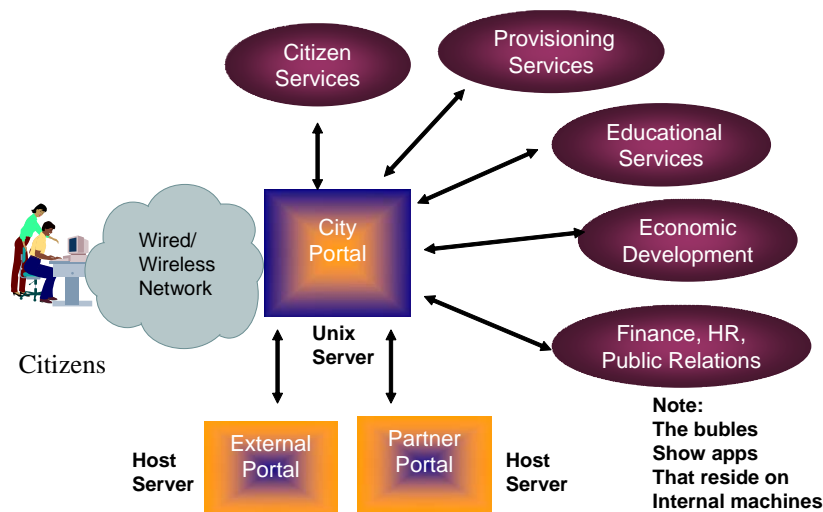 Citizen
Services
Provisioning
Services
Educational
Services
City
Portal
Wired/
Wireless
Network
Economic
Development
Unix
Server
Finance, HR,
Public Relations
Citizens
External
Portal
Partner
Portal
Host
Server
Host
Server
Note:
The bubles
Show apps
That reside on
Internal machines